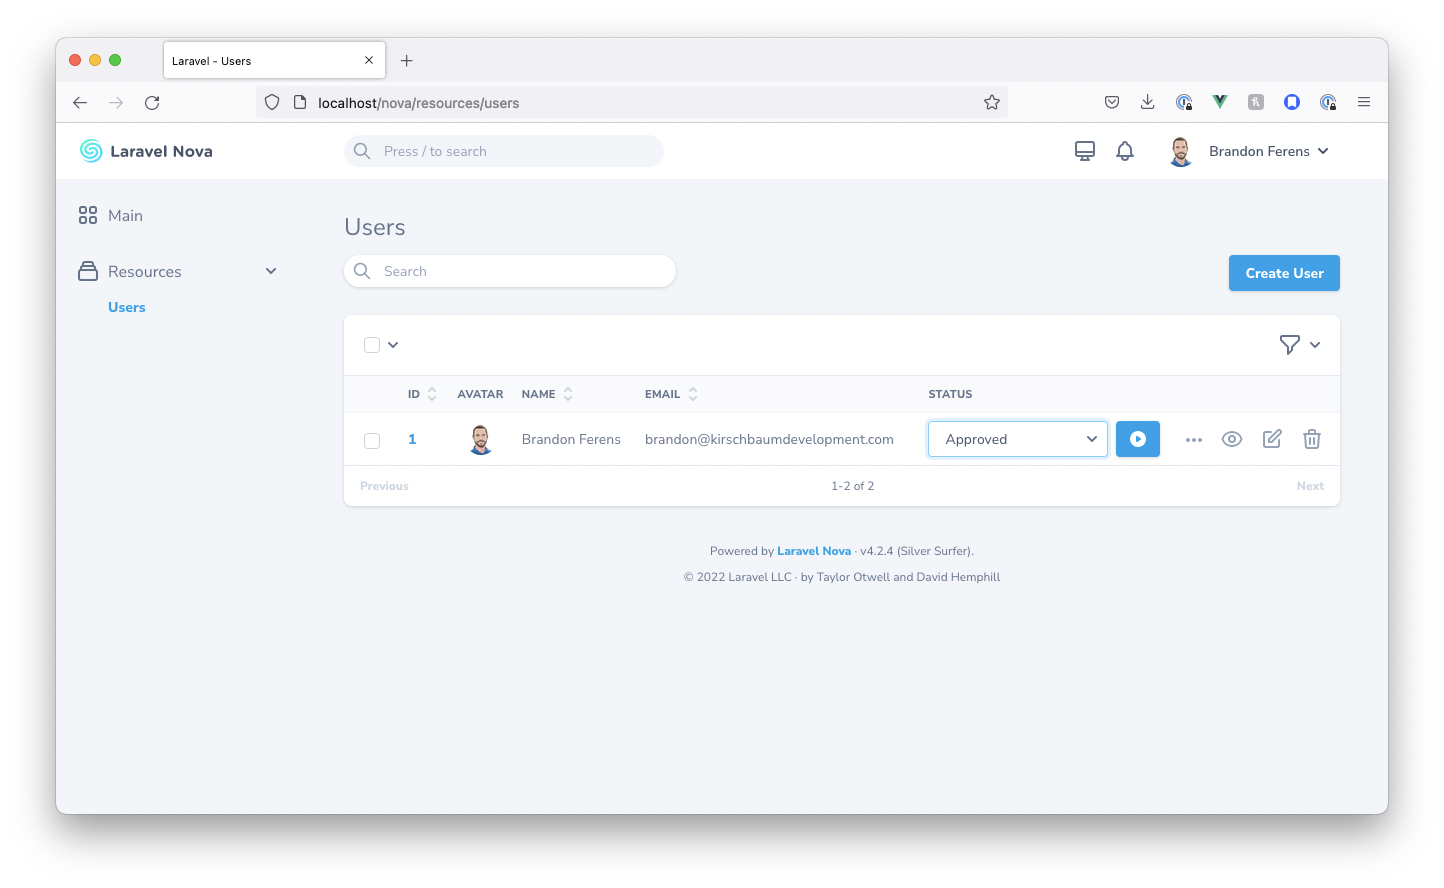 Laravel - Users
localhost/nova/resources/users
Laravel Nova
Press / to search
Brandon Ferens
Main
Resources
Users
Users
Search
Create User
ID AVATAR NAME EMAIL STATUS
1 Brandon Ferens brandon@kirschbaumdevelopment.com Approved
Previous 1-2 of 2 Next
Powered by Laravel Nova · v4.2.4 (Silver Surfer).
© 2022 Laravel LLC · by Taylor Otwell and David Hemphill